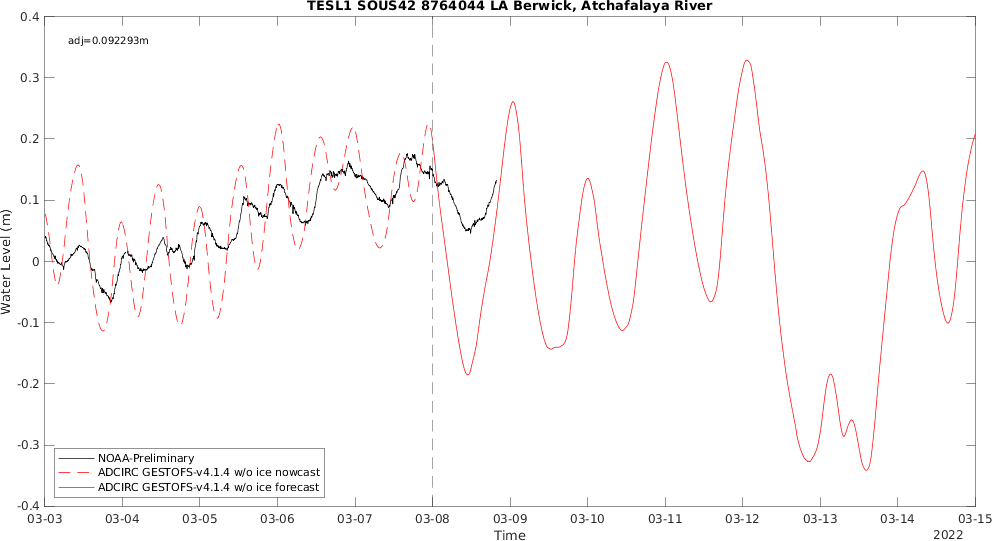 TESL1 SOUS42 8764044 LA Berwick, Atchafalaya River
adj=0.092293m
0.4
0.3
0.2
0.1
0
-0.1
-0.2
-0.3
-0.4
Water Level (m)
NOAA-Preliminary
ADCIRC GESTOFS-v4.1.4 w/o ice nowcast
ADCIRC GESTOFS-v4.1.4 w/o ice forecast
03-03 03-04 03-05 03-06 03-07 03-08 03-09 03-10 03-11 03-12 03-13 03-14 03-15
Time
2022